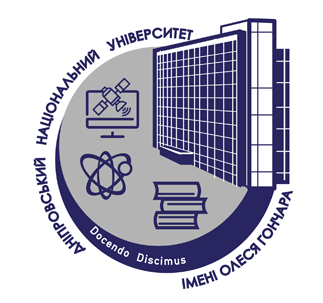 ДНІПРОВСЬКИЙ НАЦІОНАЛЬНИЙ УНІВЕРСИТЕТ
ІМЕНІ ОЛЕСЯ ГОНЧАРА
Docendo Discimus